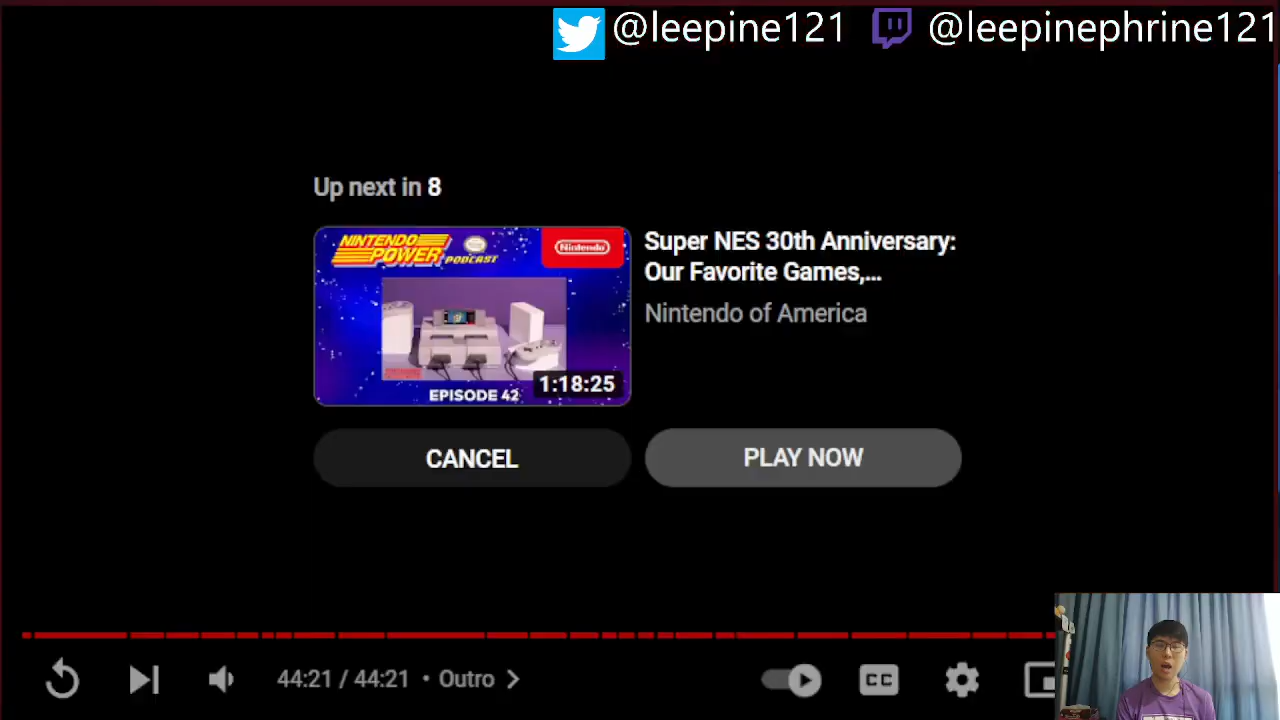 @leepine121 @leepinephrine121
Up next in 8
NINTENDO
POWER PODCAST
Nintendo
EPISODE 42
1:18:25
Super NES 30th Anniversary:
Our Favorite Games,...
Nintendo of America
CANCEL
PLAY NOW
44:21 / 44:21 • Outro >
CC